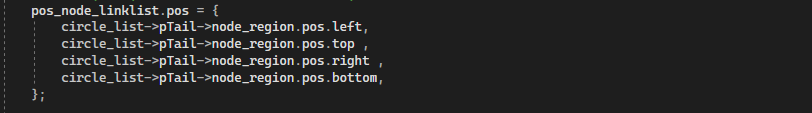 pos_node_linklist.pos = {
    circle_list->pTail->node_region.pos.left,
    circle_list->pTail->node_region.pos.top ,
    circle_list->pTail->node_region.pos.right ,
    circle_list->pTail->node_region.pos.bottom,
};